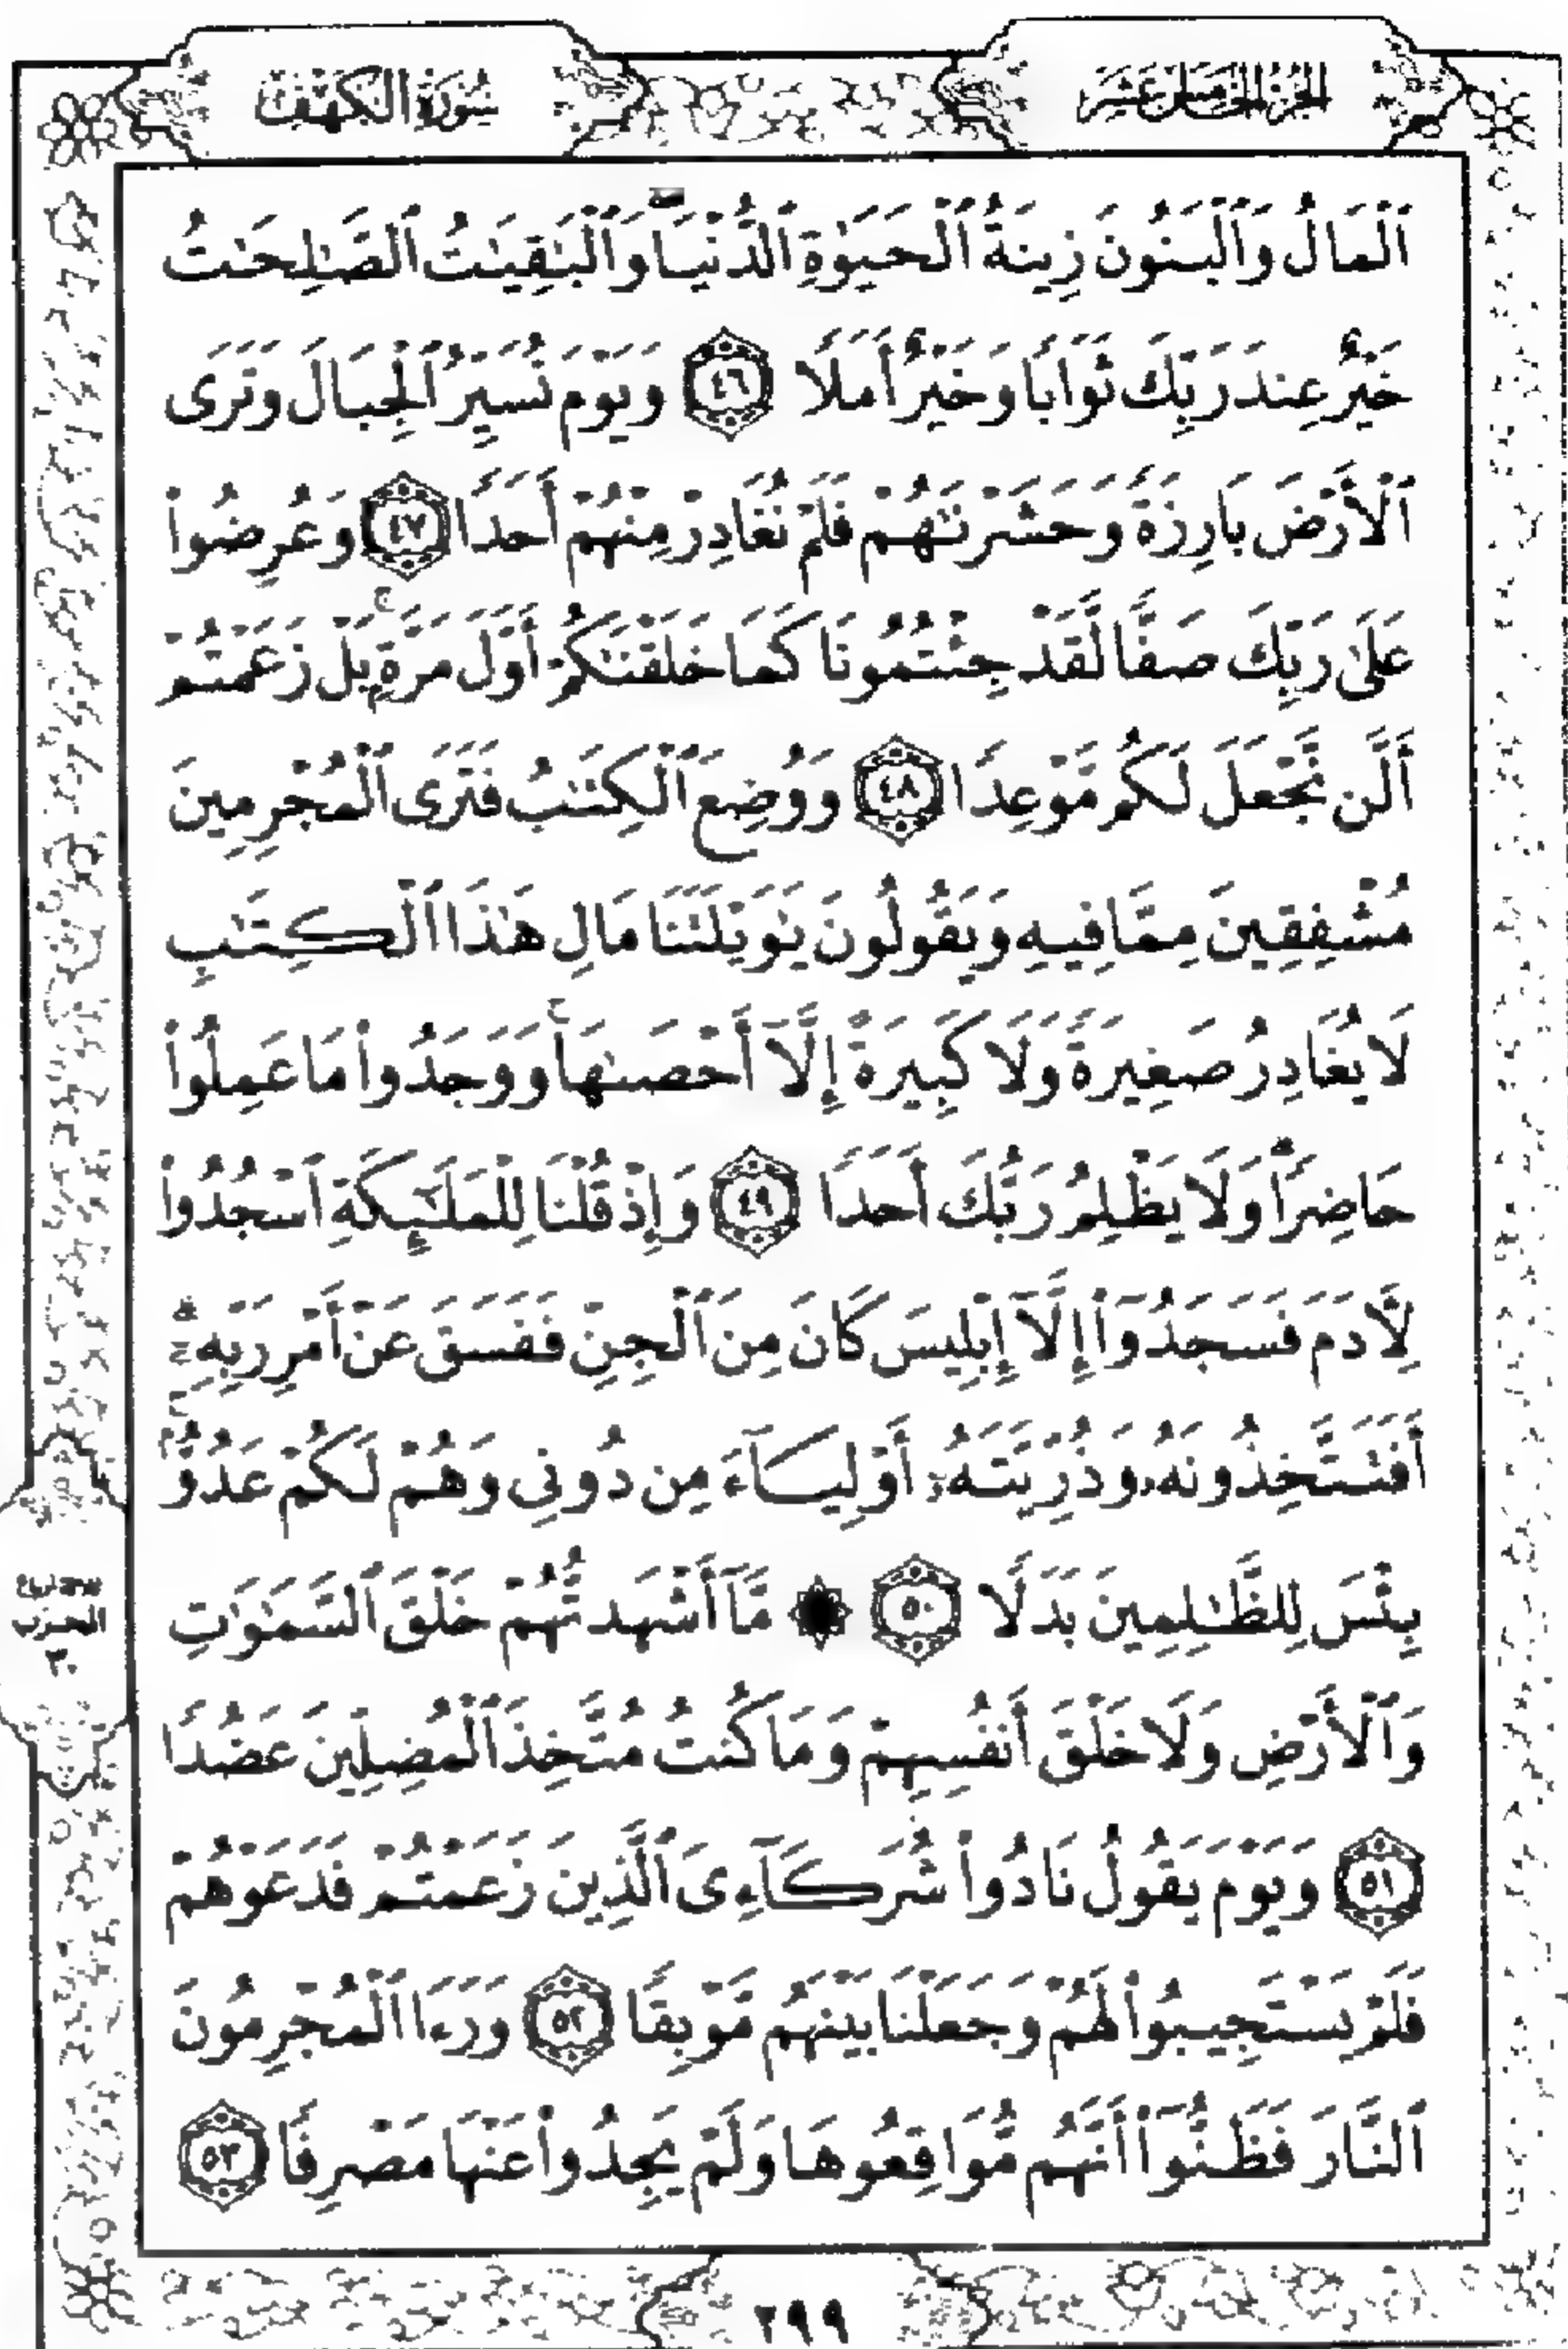 الجزء الخامس عشر
سورة الكهف
ٱلْمَالُ وَٱلْبَنُونَ زِينَةُ ٱلْحَيَوٰةِ ٱلدُّنْيَا ۖ وَٱلْبَٰقِيَٰتُ ٱلصَّٰلِحَٰتُ
خَيْرٌ عِندَ رَبِّكَ ثَوَابًا وَخَيْرٌ أَمَلًا ٤٦ وَيَوْمَ نُسَيِّرُ ٱلْجِبَالَ وَتَرَى
ٱلْأَرْضَ بَارِزَةً وَحَشَرْنَٰهُمْ فَلَمْ نُغَادِرْ مِنْهُمْ أَحَدًا ٤٧ وَعُرِضُوا۟
عَلَىٰ رَبِّكَ صَفًّا لَّقَدْ جِئْتُمُونَا كَمَا خَلَقْنَٰكُمْ أَوَّلَ مَرَّةٍۭ ۚ بَلْ زَعَمْتُمْ
أَلَّن نَّجْعَلَ لَكُم مَّوْعِدًا ٤٨ وَوُضِعَ ٱلْكِتَٰبُ فَتَرَى ٱلْمُجْرِمِينَ
مُشْفِقِينَ مِمَّا فِيهِ وَيَقُولُونَ يَٰوَيْلَتَنَا مَالِ هَٰذَا ٱلْكِتَٰبِ
لَا يُغَادِرُ صَغِيرَةً وَلَا كَبِيرَةً إِلَّآ أَحْصَىٰهَا ۚ وَوَجَدُوا۟ مَا عَمِلُوا۟
حَاضِرًا ۗ وَلَا يَظْلِمُ رَبُّكَ أَحَدًا ٤٩ وَإِذْ قُلْنَا لِلْمَلَٰٓئِكَةِ ٱسْجُدُوا۟
لِـَٔادَمَ فَسَجَدُوٓا۟ إِلَّآ إِبْلِيسَ كَانَ مِنَ ٱلْجِنِّ فَفَسَقَ عَنْ أَمْرِ رَبِّهِۦٓ ۗ
أَفَتَتَّخِذُونَهُۥ وَذُرِّيَّتَهُۥٓ أَوْلِيَآءَ مِن دُونِى وَهُمْ لَكُمْ عَدُوٌّۢ ۚ
بِئْسَ لِلظَّٰلِمِينَ بَدَلًا ٥٠ ۞ مَّآ أَشْهَدتُّهُمْ خَلْقَ ٱلسَّمَٰوَٰتِ
وَٱلْأَرْضِ وَلَا خَلْقَ أَنفُسِهِمْ وَمَا كُنتُ مُتَّخِذَ ٱلْمُضِلِّينَ عَضُدًا
٥١ وَيَوْمَ يَقُولُ نَادُوا۟ شُرَكَآءِىَ ٱلَّذِينَ زَعَمْتُمْ فَدَعَوْهُمْ
فَلَمْ يَسْتَجِيبُوا۟ لَهُمْ وَجَعَلْنَا بَيْنَهُم مَّوْبِقًا ٥٢ وَرَءَا ٱلْمُجْرِمُونَ
ٱلنَّارَ فَظَنُّوٓا۟ أَنَّهُم مُّوَاقِعُوهَا وَلَمْ يَجِدُوا۟ عَنْهَا مَصْرِفًا ٥٣
الحزب
٣٠
٢٩٩